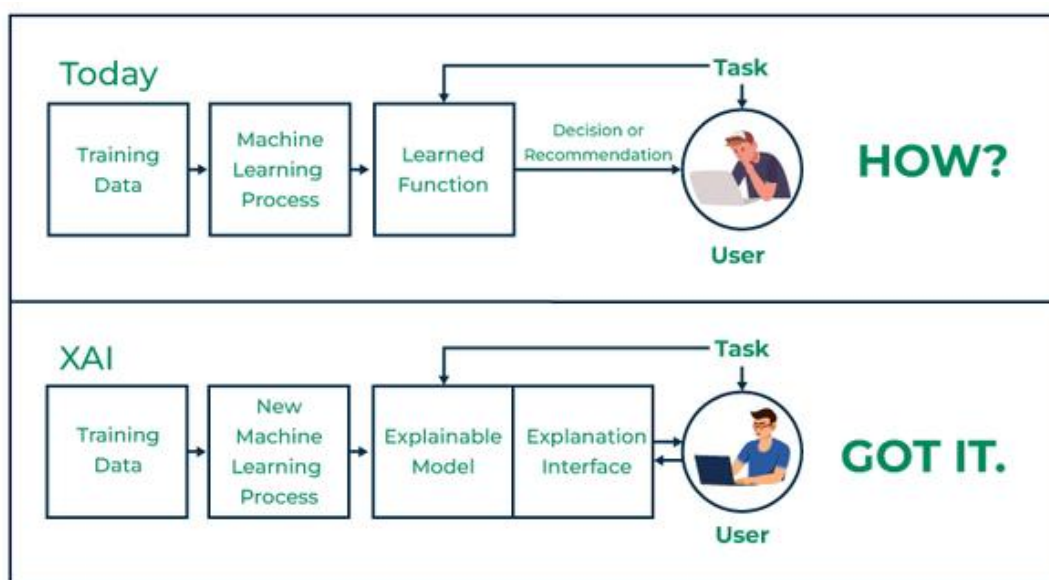 Today
Task
Training
Data
Machine
Learning
Process
Learned
Function
Decision or
Recommendation
User
HOW?
XAI
Task
Training
Data
New
Machine
Learning
Process
Explainable
Model
Explanation
Interface
User
GOT IT.